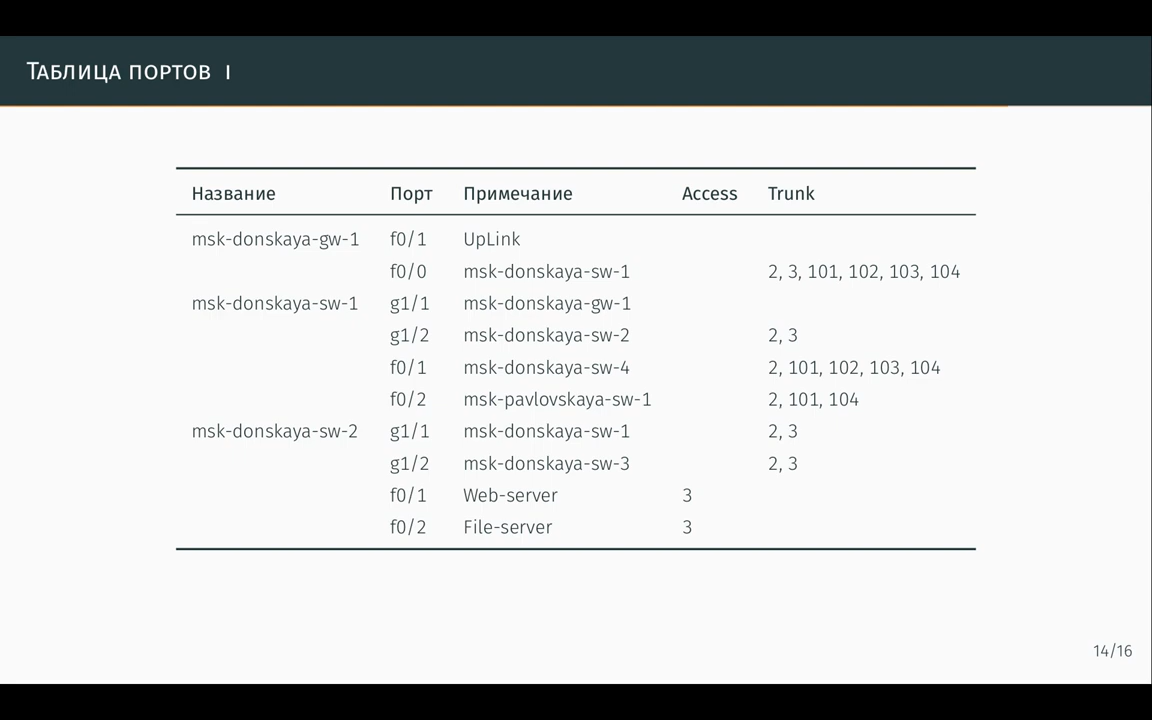 Таблица портов I
Название Порт Примечание Access Trunk
msk-donskaya-gw-1 f0/1 UpLink
f0/0 msk-donskaya-sw-1 2, 3, 101, 102, 103, 104
msk-donskaya-sw-1 g1/1 msk-donskaya-gw-1
g1/2 msk-donskaya-sw-2 2, 3
f0/1 msk-donskaya-sw-4 2, 101, 102, 103, 104
f0/2 msk-pavlovskaya-sw-1 2, 101, 104
msk-donskaya-sw-2 g1/1 msk-donskaya-sw-1 2, 3
g1/2 msk-donskaya-sw-3 2, 3
f0/1 Web-server 3
f0/2 File-server 3
14/16